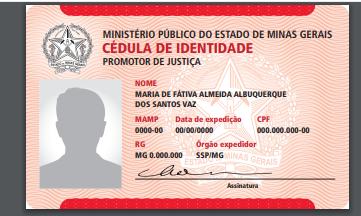 MINISTÉRIO PÚBLICO DO ESTADO DE MINAS GERAIS
CÉDULA DE IDENTIDADE
PROMOTOR DE JUSTIÇA
NOME
MARIA DE FÁTIVA ALMEIDA ALBUQUERQUE
DOS SANTOS VAZ
MAMP Data de expedição CPF
0000-00 00/00/0000 000.000.000-00
RG Órgão expedidor
MG 0.000.000 SSP/MG
MINAS GERAIS
Assinatura